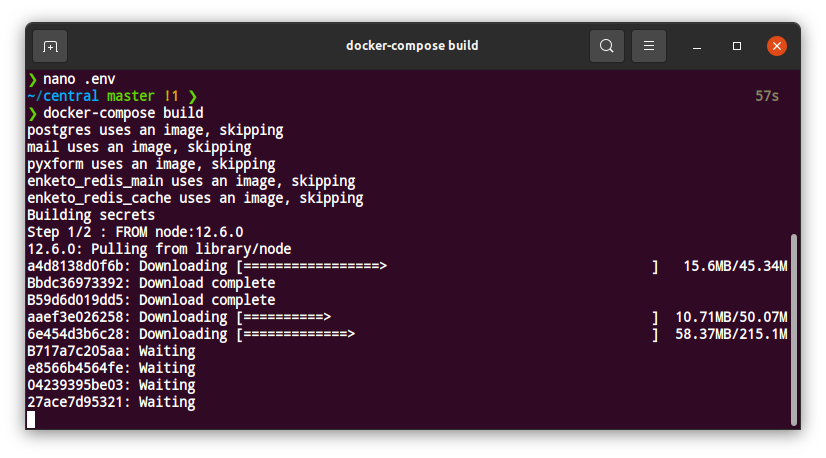 docker-compose build
❯ nano .env
~/central master !1 ❯ 57s
❯ docker-compose build
postgres uses an image, skipping
mail uses an image, skipping
pyxform uses an image, skipping
enketo_redis_main uses an image, skipping
enketo_redis_cache uses an image, skipping
Building secrets
Step 1/2 : FROM node:12.6.0
12.6.0: Pulling from library/node
a4d8138d0f6b: Downloading [=================>                                 ]   15.6MB/45.34M
Bbdc36973392: Download complete
B59d6d019dd5: Download complete
aaef3e026258: Downloading [==========>                                        ]  10.71MB/50.07M
6e454d3b6c28: Downloading [=============>                                     ]  58.37MB/215.1M
B717a7c205aa: Waiting
e8566b4564fe: Waiting
04239395be03: Waiting
27ace7d95321: Waiting